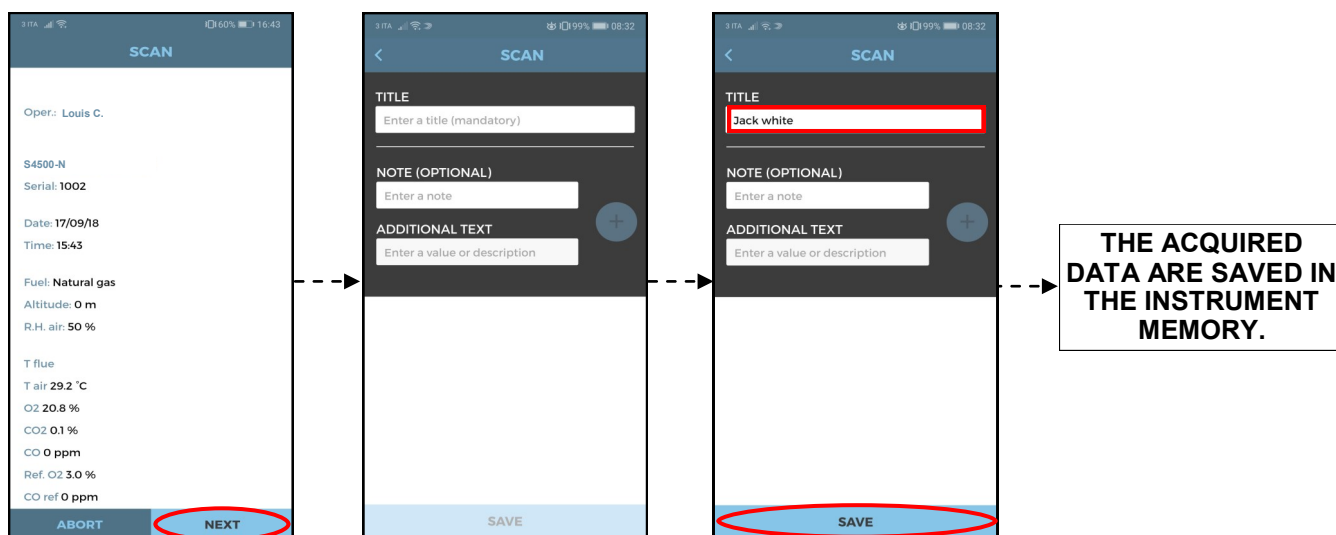 3 ITA 60% 16:43
SCAN
Oper.: Louis C.
S4500-N
Serial: 1002
Date: 17/09/18
Time: 15:43
Fuel: Natural gas
Altitude: 0 m
R.H. air: 50 %
T flue
T air 29.2 °C
O2 20.8 %
CO2 0.1 %
CO 0 ppm
Ref. O2 3.0 %
CO ref 0 ppm
ABORT NEXT
3 ITA 99% 08:32
SCAN
TITLE
Enter a title (mandatory)
NOTE (OPTIONAL)
Enter a note
+
ADDITIONAL TEXT
Enter a value or description
SAVE
3 ITA 99% 08:32
SCAN
TITLE
Jack white
NOTE (OPTIONAL)
Enter a note
+
ADDITIONAL TEXT
Enter a value or description
SAVE
THE ACQUIRED
DATA ARE SAVED IN
THE INSTRUMENT
MEMORY.